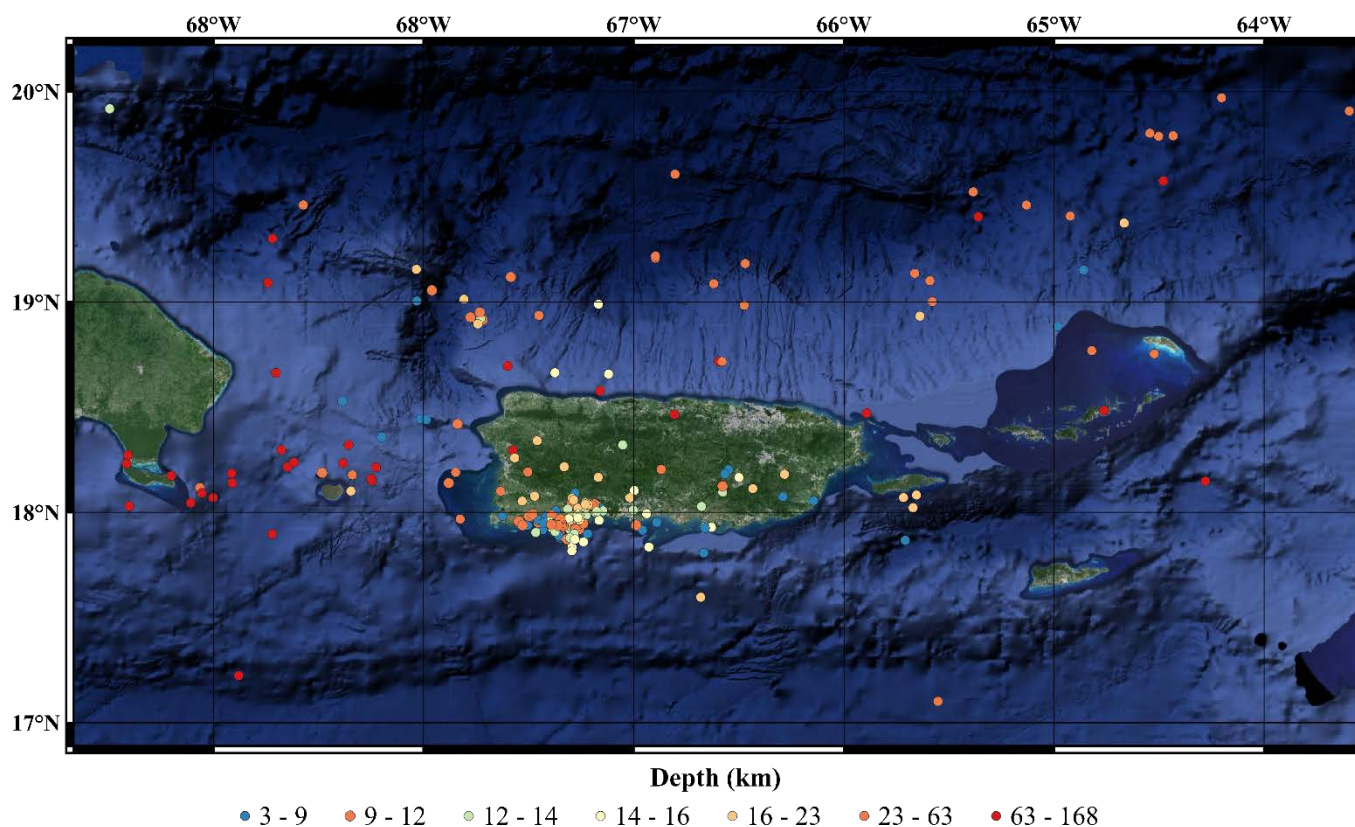 68°W 68°W 67°W 66°W 65°W 64°W
20°N
19°N
18°N
17°N
Depth (km)
3 - 9 9 - 12 12 - 14 14 - 16 16 - 23 23 - 63 63 - 168